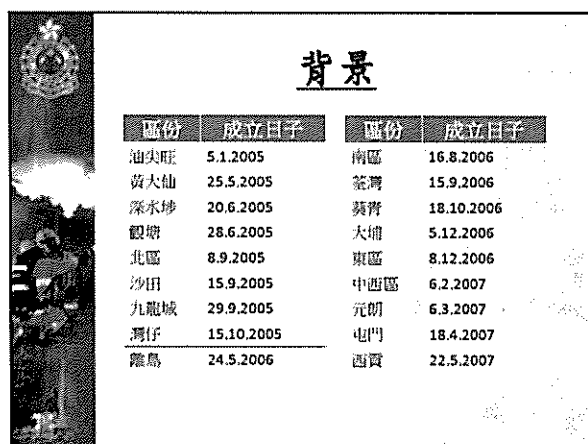 背景
區份 成立日子
油尖旺 5.1.2005
黃大仙 25.5.2005
深水埗 20.6.2005
觀塘 28.6.2005
北區 8.9.2005
沙田 15.9.2005
九龍城 29.9.2005
灣仔 15.10.2005
離島 24.5.2006
區份 成立日子
南區 16.8.2006
荃灣 15.9.2006
葵青 18.10.2006
大埔 5.12.2006
東區 8.12.2006
中西區 6.2.2007
元朗 6.3.2007
屯門 18.4.2007
西貢 22.5.2007